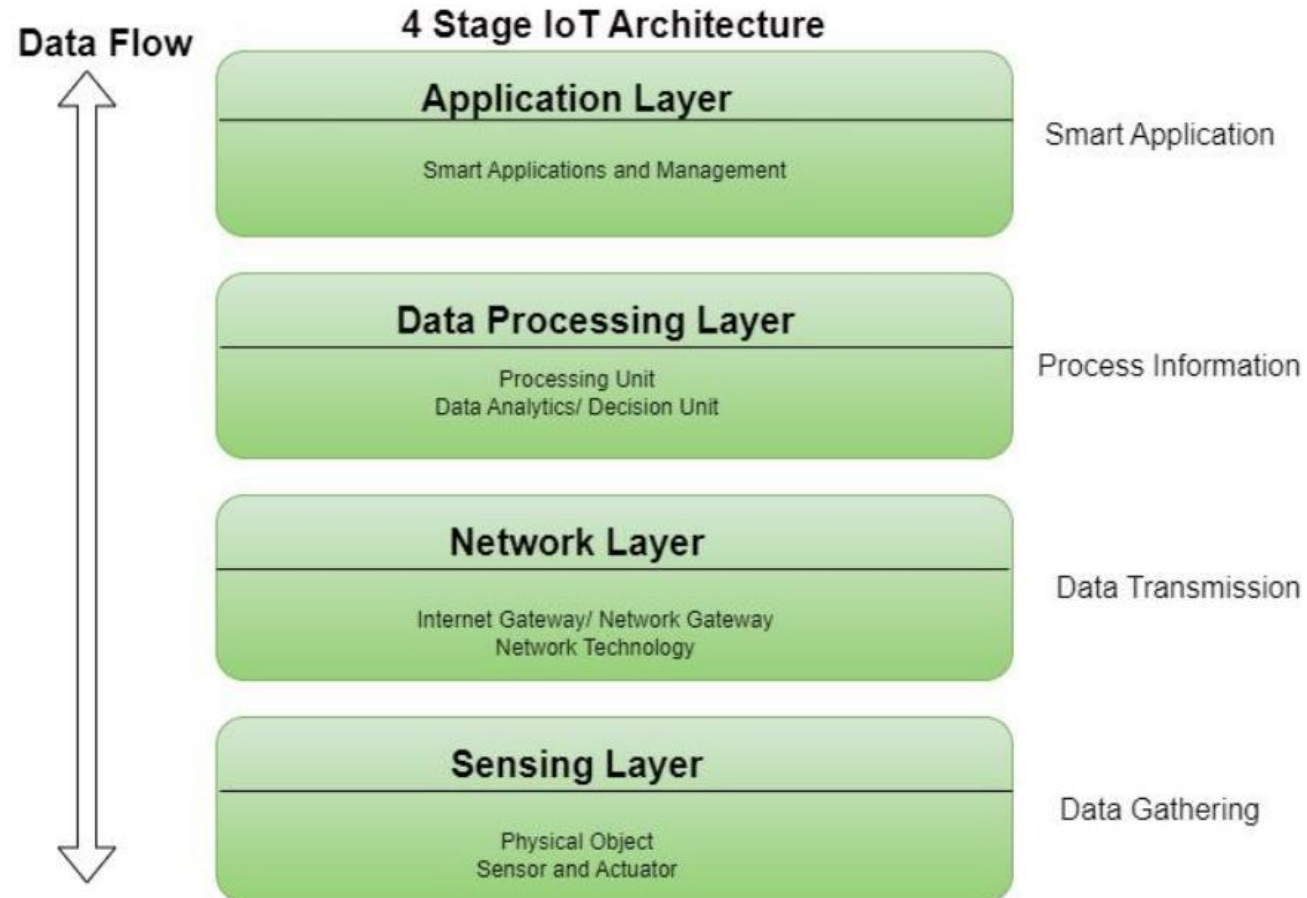 4 Stage IoT Architecture
Data Flow
Application Layer
Smart Applications and Management
Smart Application
Data Processing Layer
Processing Unit
Data Analytics/ Decision Unit
Process Information
Network Layer
Internet Gateway/ Network Gateway
Network Technology
Data Transmission
Sensing Layer
Physical Object
Sensor and Actuator
Data Gathering